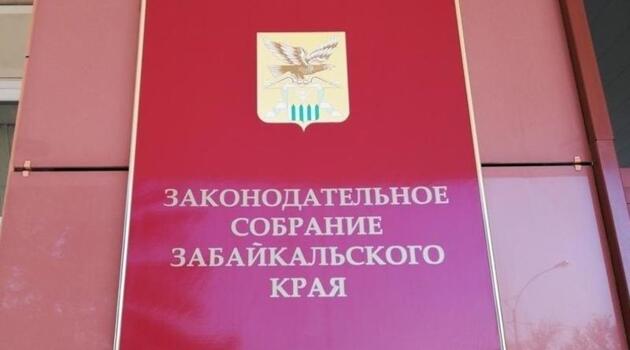 ЗАКОНОДАТЕЛЬНОЕ
СОБРАНИЕ
ЗАБАЙКАЛЬСКОГО
КРАЯ